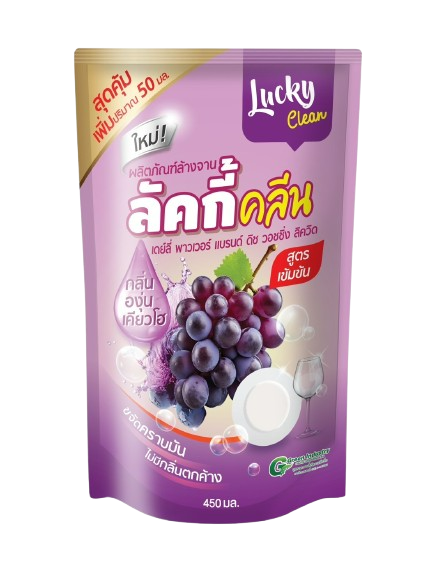 สุดคุ้ม
เพิ่มปริมาณ 50 มล.
Lucky
Clean
ใหม่!
ผลิตภัณฑ์ล้างจาน
ลัคกี้คลีน
เดย์ลี่ พาวเวอร์ แบรนด์ ดิช วอชชิ่ง ลิควิด
สูตร
เข้มข้น
กลิ่น
องุ่น
เคียวโฮ
ขจัดคราบมัน
ไม่มีกลิ่นตกค้าง
Green Industry
450 มล.